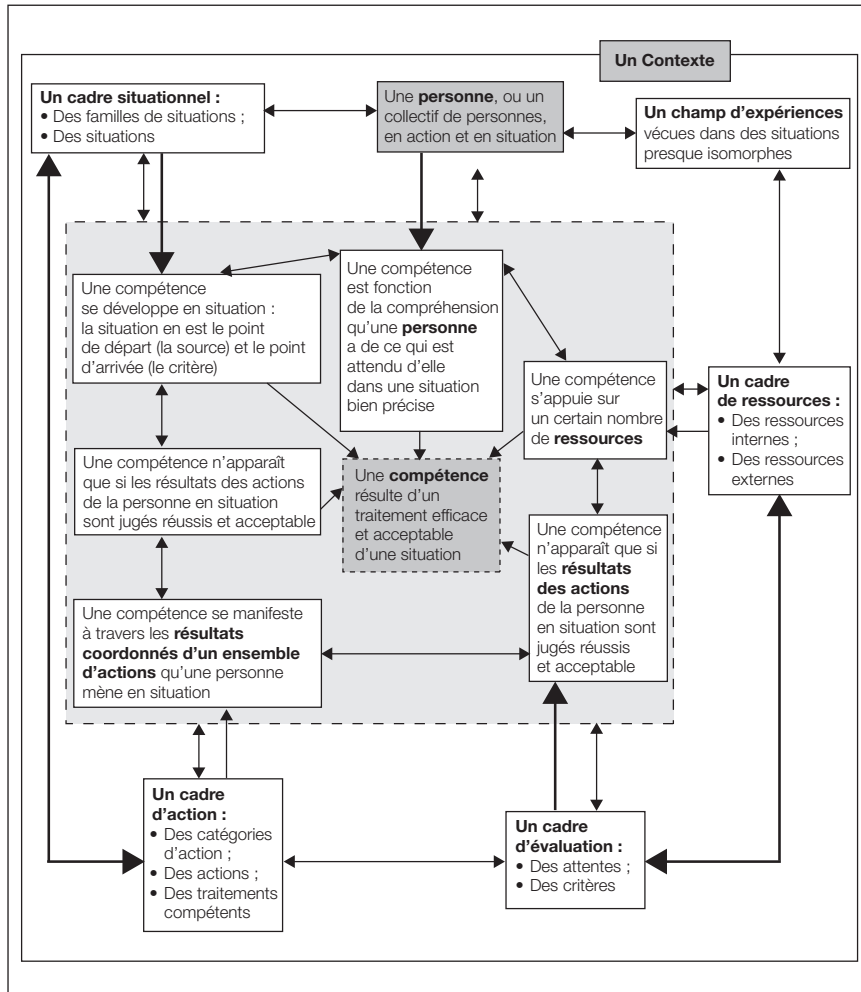 Un Contexte
Un cadre situationnel :
• Des familles de situations ;
• Des situations
Une personne, ou un
collectif de personnes,
en action et en situation
Un champ d'expériences
vécues dans des situations
presque isomorphes
Une compétence
se développe en situation :
la situation en est le point
de départ (la source) et le point
d'arrivée (le critère)
Une compétence
est fonction
de la compréhension
qu'une personne
a de ce qui est
attendu d'elle
dans une situation
bien précise
Une compétence
s'appuie sur
un certain nombre
de ressources
Un cadre
de ressources :
• Des ressources
internes ;
• Des ressources
externes
Une compétence n'apparaît
que si les résultats des actions
de la personne en situation
sont jugés réussis et acceptable
Une compétence
résulte d'un
traitement efficace
et acceptable
d'une situation
Une compétence
n'apparaît que si
les résultats
des actions
de la personne
en situation sont
jugés réussis
et acceptable
Une compétence se manifeste
à travers les résultats
coordonnés d'un ensemble
d'actions qu'une personne
mène en situation
Un cadre
d'action :
• Des catégories
d'action ;
• Des actions ;
• Des traitements
compétents
Un cadre
d'évaluation :
• Des attentes ;
• Des critères